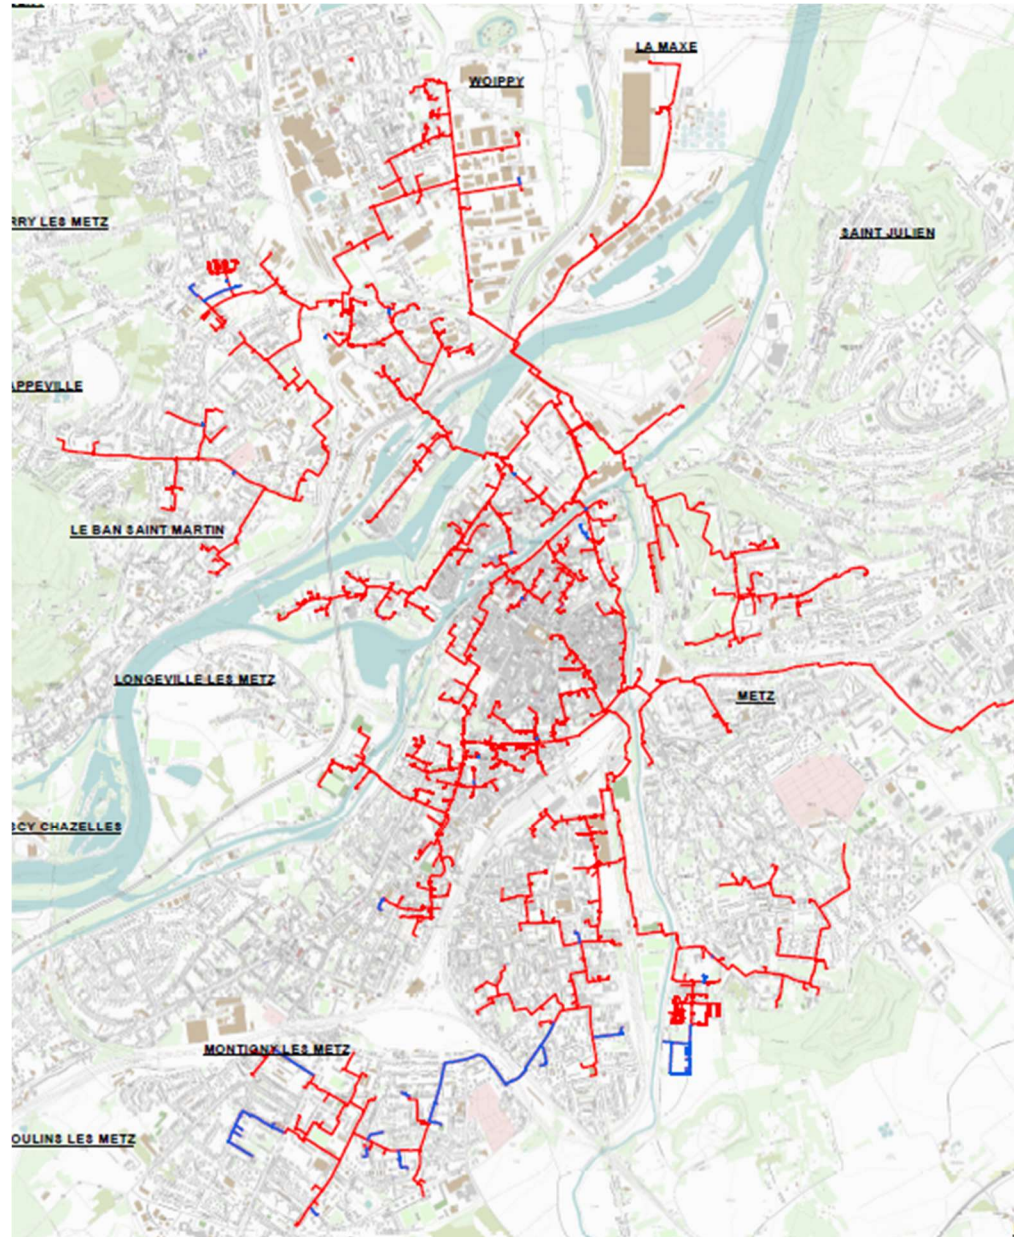 LA MAXE
WOIPPY
RRY LES METZ
SAINT JULIEN
APPEVILLE
LE BAN SAINT MARTIN
LONGEVILLE LES METZ
METZ
SCY CHAZELLES
MONTIGNY LES METZ
OULINS LES METZ